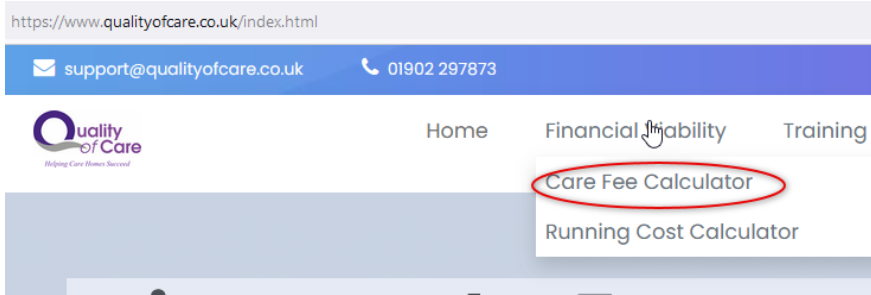 https://www.qualityofcare.co.uk/index.html
support@qualityofcare.co.uk 01902 297873
Quality
of Care
Helping Care Homes Succeed
Home Financial Viability Training
Care Fee Calculator
Running Cost Calculator